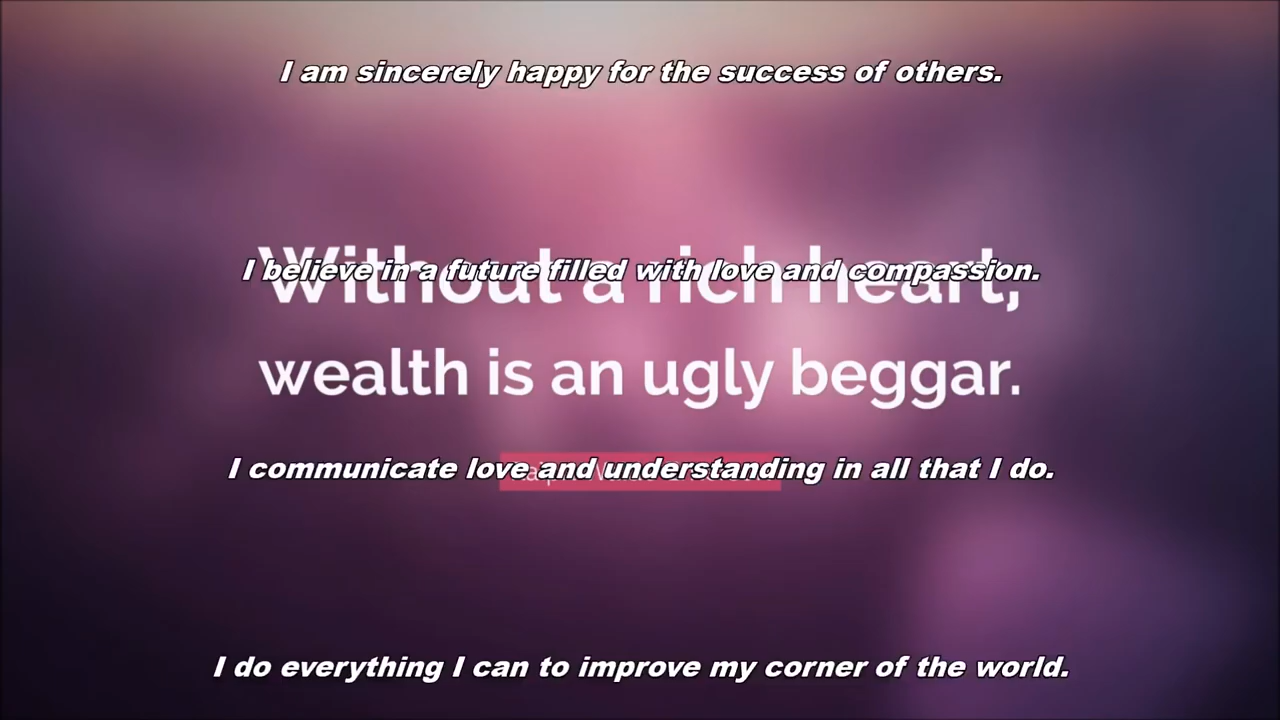 I am sincerely happy for the success of others.
Without a rich heart,
I believe in a future filled with love and compassion.
wealth is an ugly beggar.
I communicate love and understanding in all that I do.
I do everything I can to improve my corner of the world.